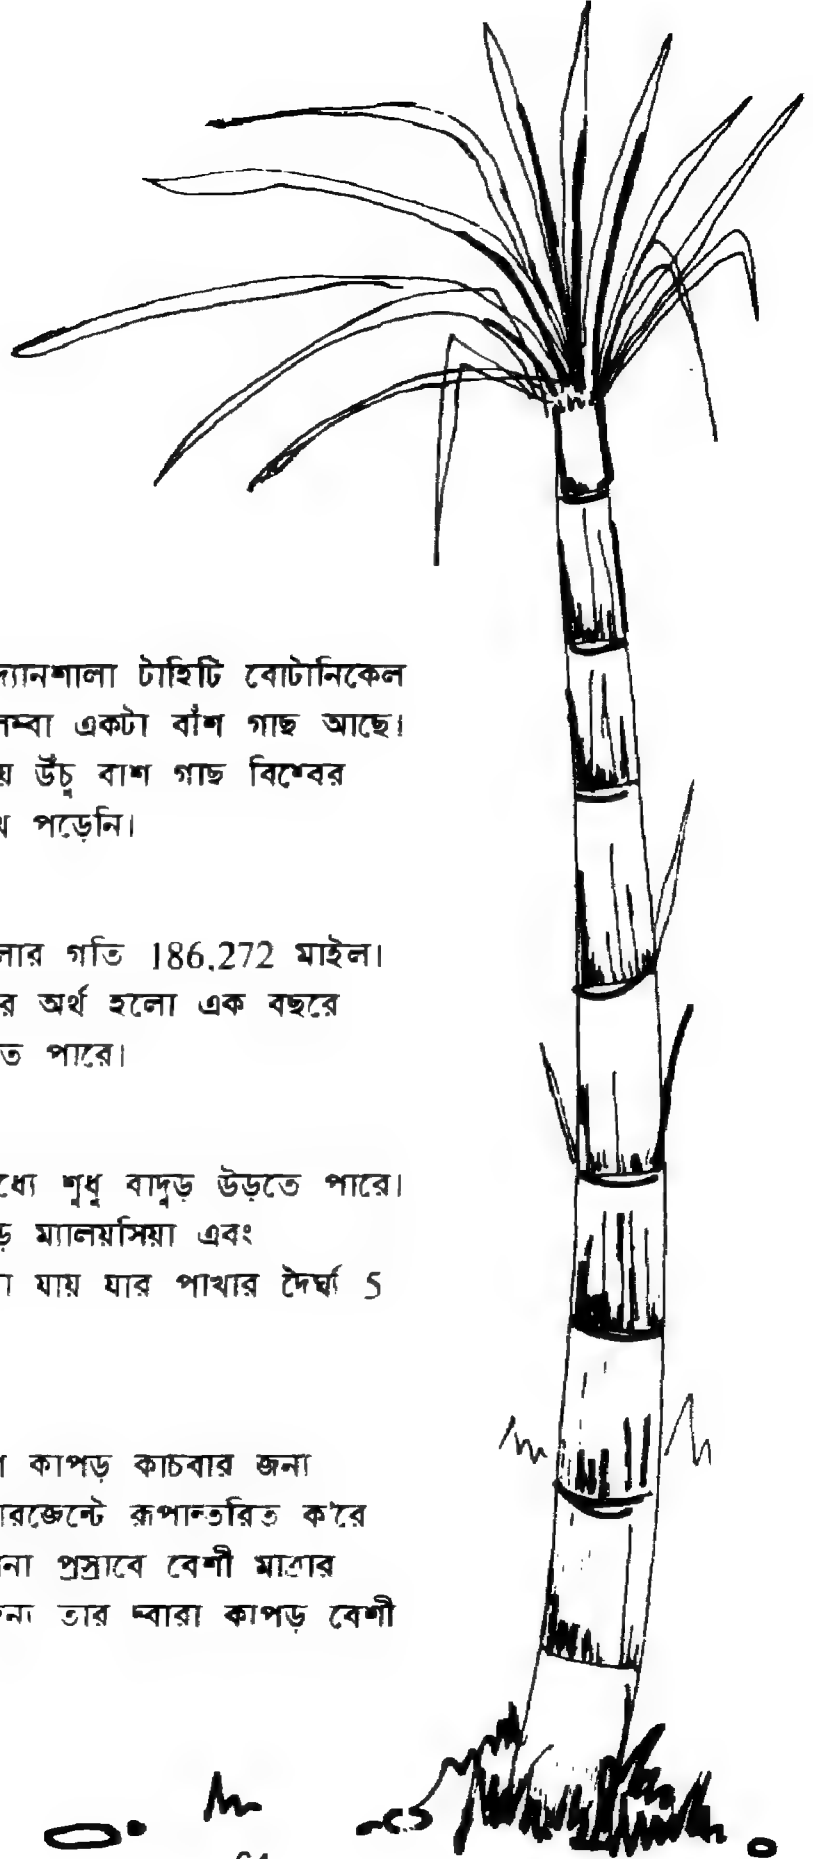 দ্যানশালা টাহিটি বোটানিকেল
লম্বা একটা বাঁশ গাছ আছে।
য় উঁচু বাশ গাছ বিশ্বের
পড়েনি।
লোর গতি 186,272 মাইল।
র অর্থ হলো এক বছরে
ত পারে।
ধ্যে শুধু বাদুড় উড়তে পারে।
ড় ম্যালয়সিয়া এবং
া যায় যার পাখার দৈর্ঘ্য 5
কাপড় কাচবার জন্য
ারজেন্টে রূপান্তরিত ক'রে
প্রস্রাবে বেশী মাত্রার
তার দ্বারা কাপড় বেশী